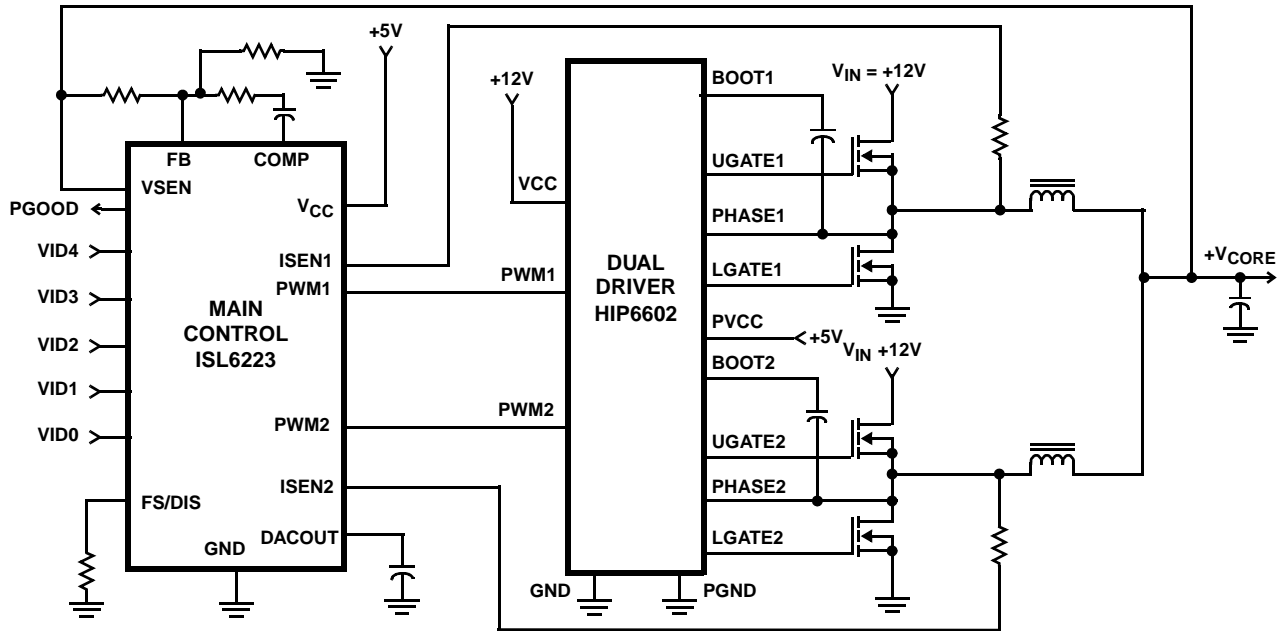 +5V
+12V
BOOT1
VIN = +12V
FB
COMP
VSEN
UGATE1
VCC
PGOOD
VCC
PHASE1
VID4
ISEN1
DUAL
DRIVER
HIP6602
LGATE1
+VCORE
PWM1
PWM1
VID3
MAIN
CONTROL
ISL6223
PVCC
+5V
VIN +12V
VID2
BOOT2
VID1
PWM2
PWM2
VID0
UGATE2
ISEN2
PHASE2
FS/DIS
DACOUT
LGATE2
GND
GND
PGND